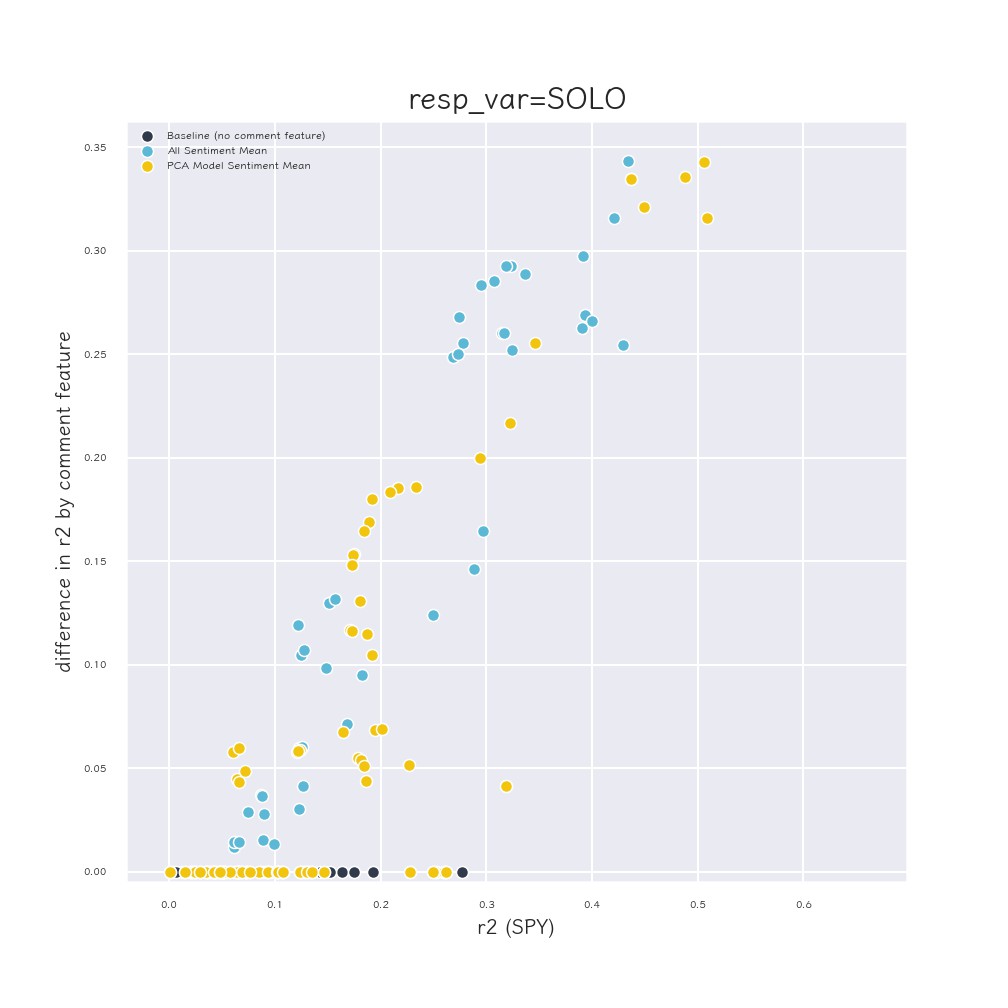 resp_var=SOLO
Baseline (no comment feature)
All Sentiment Mean
PCA Model Sentiment Mean
difference in r2 by comment feature
0.35
0.30
0.25
0.20
0.15
0.10
0.05
0.00
0.0 0.1 0.2 0.3 0.4 0.5 0.6
r2 (SPY)